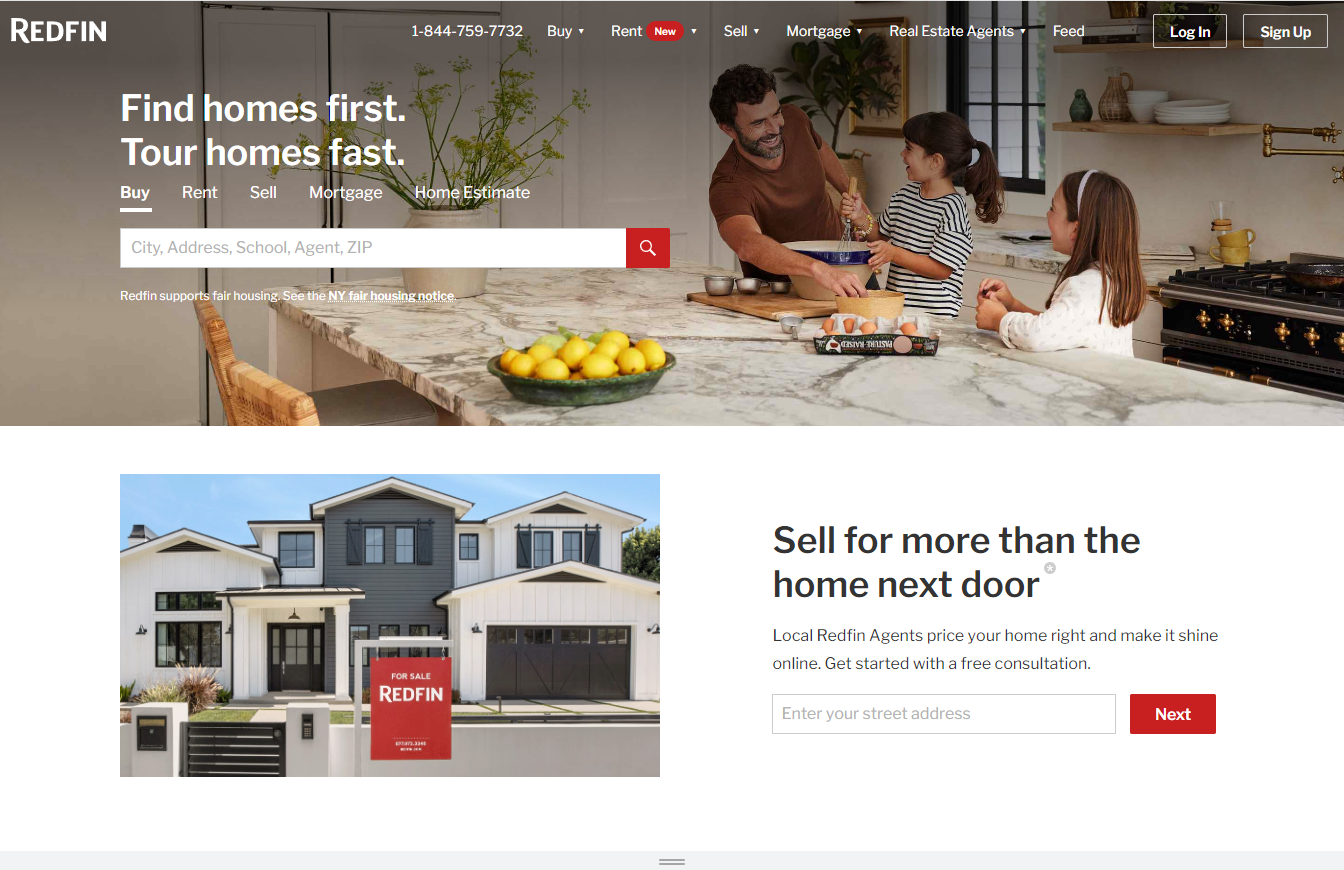 REDFIN
1-844-759-7732
Buy
Rent New
Sell
Mortgage
Real Estate Agents
Feed
Log In
Sign Up
Find homes first.
Tour homes fast.
Buy
Rent
Sell
Mortgage
Home Estimate
City, Address, School, Agent, ZIP
Redfin supports fair housing. See the NY fair housing notice.
PASTURE-RAISED
FOR SALE
REDFIN
Sell for more than the
home next door
Local Redfin Agents price your home right and make it shine
online. Get started with a free consultation.
Enter your street address
Next